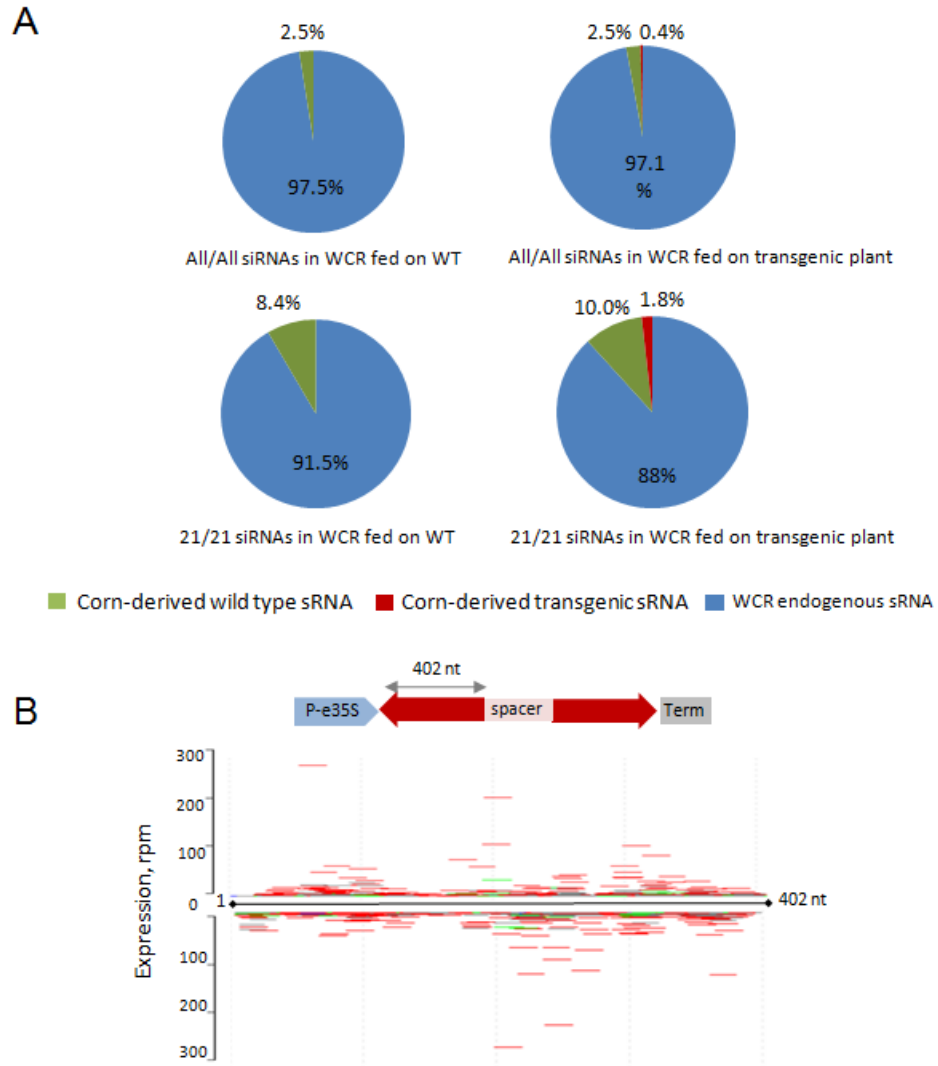 A
2.5%
97.5%
All/All siRNAs in WCR fed on WT
2.5% 0.4%
97.1
%
All/All siRNAs in WCR fed on transgenic plant
8.4%
91.5%
21/21 siRNAs in WCR fed on WT
10.0% 1.8%
88%
21/21 siRNAs in WCR fed on transgenic plant
Corn-derived wild type sRNA Corn-derived transgenic sRNA WCR endogenous sRNA
B
402 nt
P-e35S spacer Term
Expression, rpm
300
200
100
0 1 402 nt
100
200
300